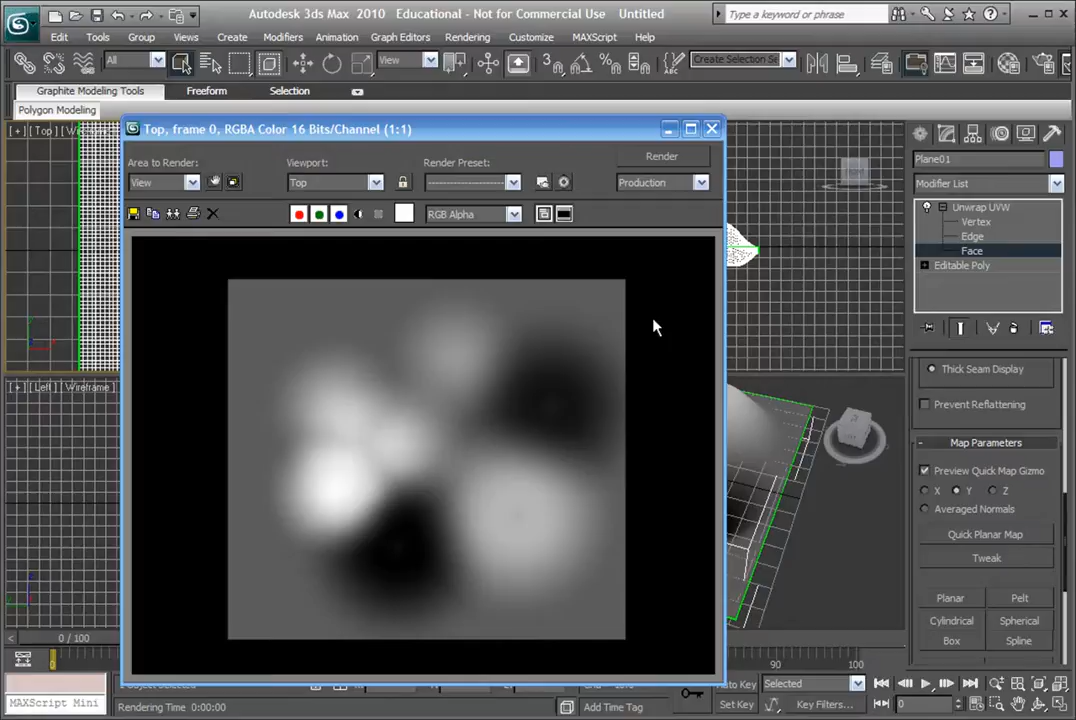 Autodesk 3ds Max 2010    Educational - Not for Commercial Use    Untitled
Type a keyword or phrase
Edit Tools Group Views Create Modifiers Animation Graph Editors Rendering Customize MAXScript Help
All
View
Create Selection Se
Graphite Modeling Tools Freeform Selection
Polygon Modeling
[ + ] [ Top ] [ Wi
Top, frame 0, RGBA Color 16 Bits/Channel (1:1)
Area to Render:
View
Viewport:
Top
Render Preset:
Render
Production
RGB Alpha
Plane01
Modifier List
Unwrap UVW
Vertex
Edge
Face
Editable Poly
Thick Seam Display
Prevent Reflattening
Map Parameters
Preview Quick Map Gizmo
X Y Z
Averaged Normals
Quick Planar Map
Tweak
Planar Pelt
Cylindrical Spherical
Box Spline
[ + ] [ Left ] [ Wireframe
0 / 100
90 100
MAXScript Mini
Rendering Time 0:00:00
Add Time Tag
Auto Key Selected
Set Key Key Filters...
0